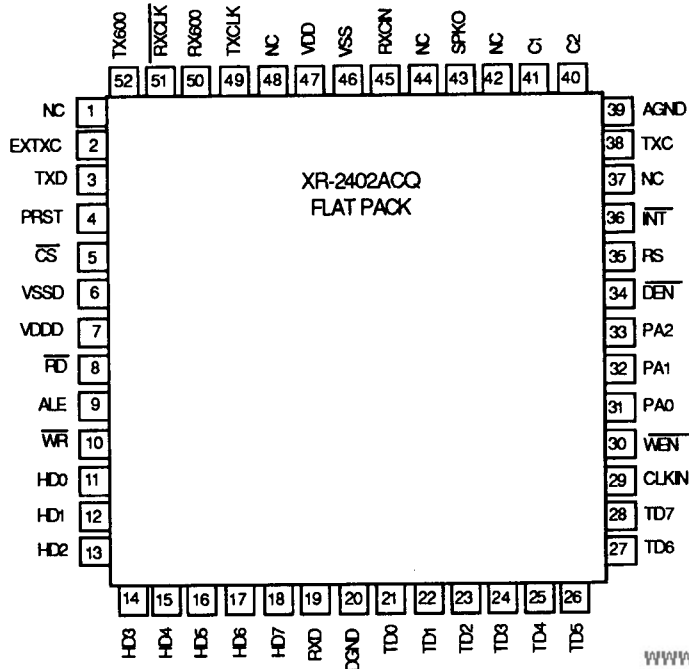 TX600 RXCLK RX600 TXCLK NC VDD VSS RXCIN NC SPKO NC C1 C2
52 51 50 49 48 47 46 45 44 43 42 41 40
NC 1 39 AGND
EXTXC 2 38 TXC
TXD 3 37 NC
XR-2402ACQ
FLAT PACK
PRST 4 36 INT
CS 5 35 RS
VSSD 6 34 DEN
VDDD 7 33 PA2
RD 8 32 PA1
ALE 9 31 PA0
WR 10 30 WEN
HD0 11 29 CLKIN
HD1 12 28 TD7
HD2 13 27 TD6
14 15 16 17 18 19 20 21 22 23 24 25 26
HD3 HD4 HD5 HD6 HD7 RXD DGND TD0 TD1 TD2 TD3 TD4 TD5